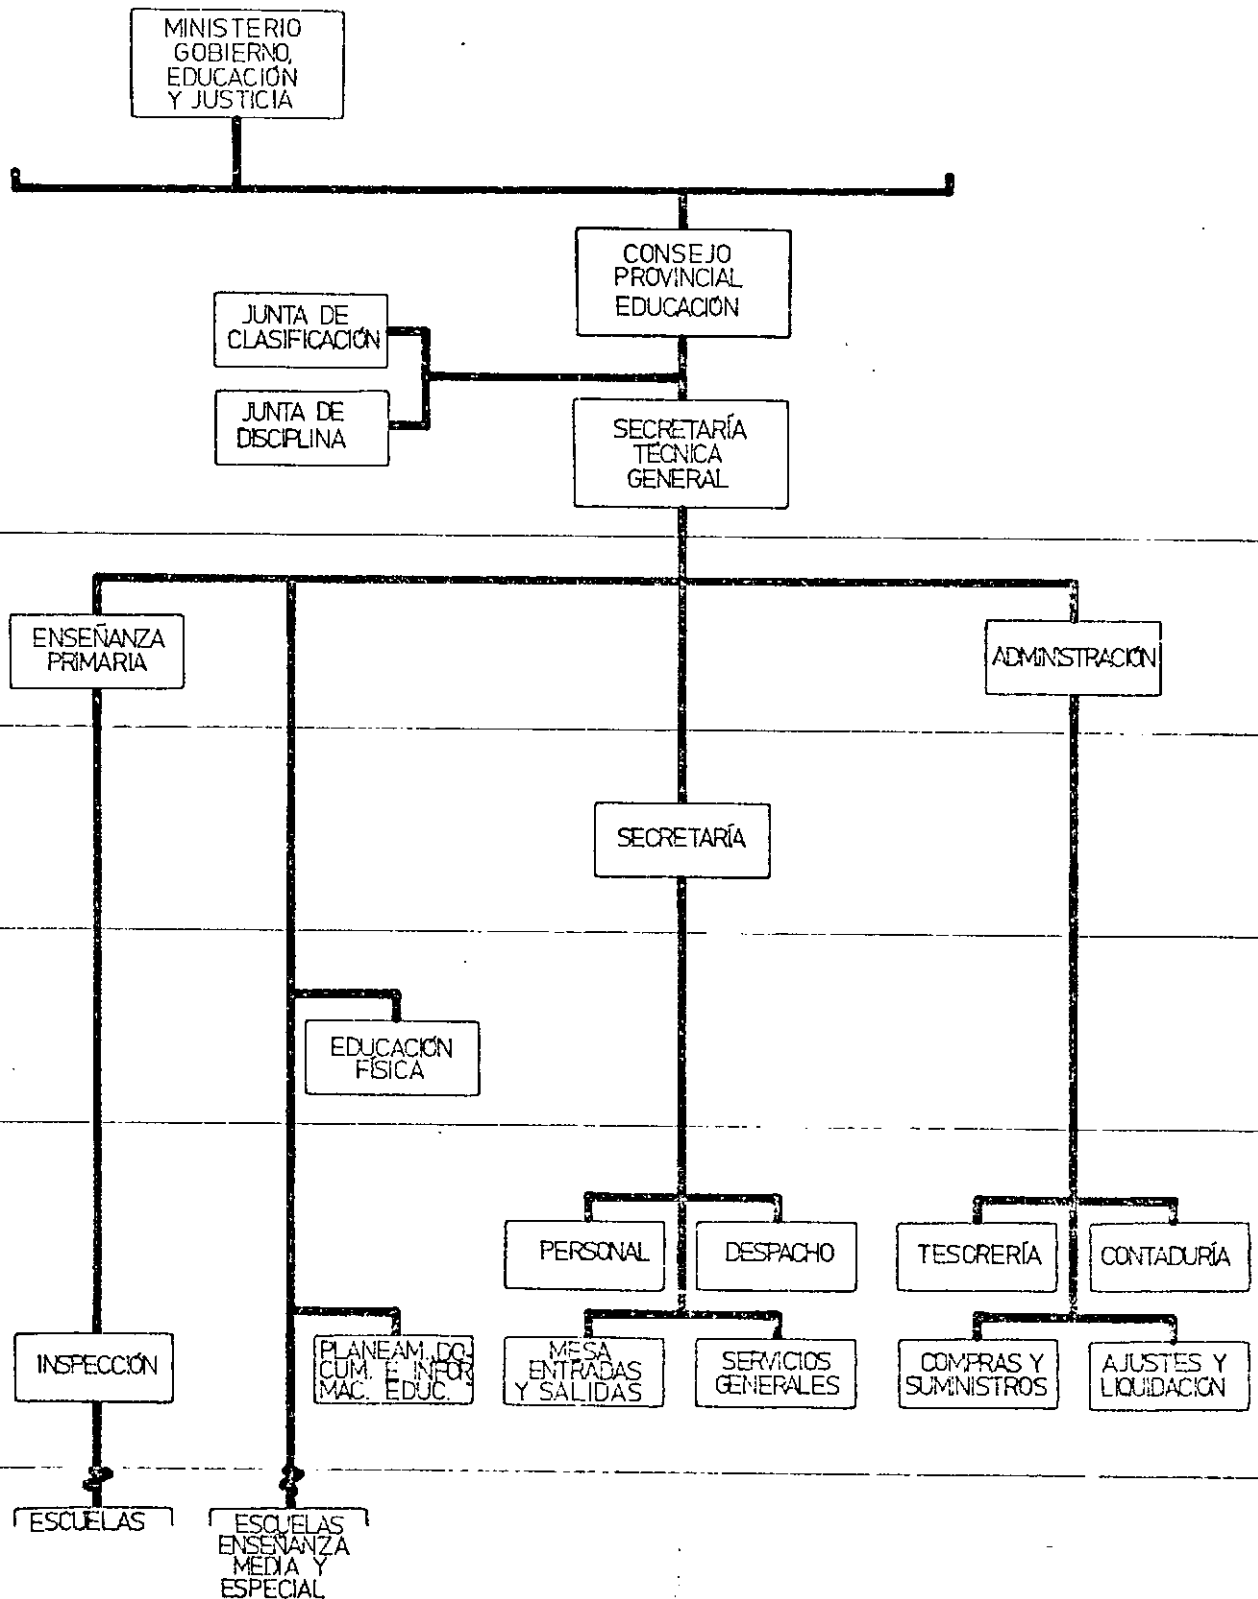 MINISTERIO
GOBIERNO,
EDUCACIÓN
Y JUSTICIA
CONSEJO
PROVINCIAL
EDUCACIÓN
JUNTA DE
CLASIFICACIÓN
JUNTA DE
DISCIPLINA
SECRETARÍA
TÉCNICA
GENERAL
ENSEÑANZA
PRIMARIA
ADMINISTRACIÓN
SECRETARÍA
EDUCACIÓN
FÍSICA
PERSONAL
DESPACHO
TESORERÍA
CONTADURÍA
INSPECCIÓN
PLANEAM. DO-
CUM. E INFOR
MAC. EDUC.
MESA
ENTRADAS
Y SALIDAS
SERVICIOS
GENERALES
COMPRAS Y
SUMINISTROS
AJUSTES Y
LIQUIDACION
ESCUELAS
ESCUELAS
ENSEÑANZA
MEDIA Y
ESPECIAL